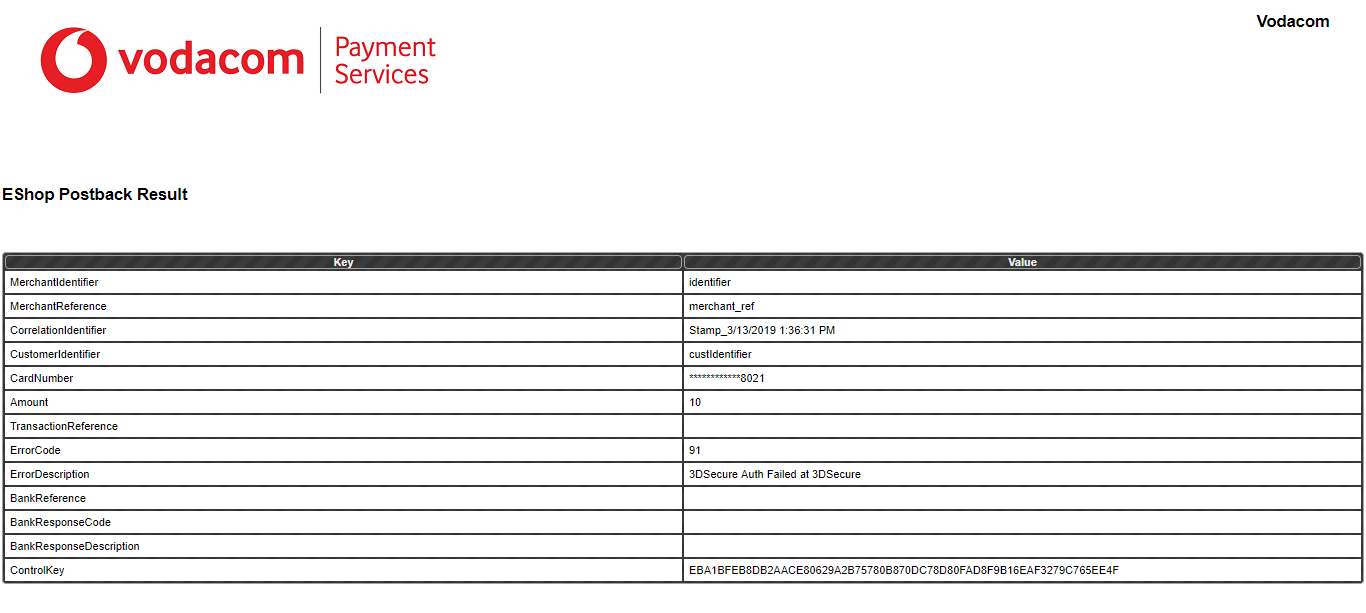 Vodacom
vodacom
Payment
Services
EShop Postback Result
Key Value
MerchantIdentifier identifier
MerchantReference merchant_ref
CorrelationIdentifier Stamp_3/13/2019 1:36:31 PM
CustomerIdentifier custIdentifier
CardNumber ************8021
Amount 10
TransactionReference
ErrorCode 91
ErrorDescription 3DSecure Auth Failed at 3DSecure
BankReference
BankResponseCode
BankResponseDescription
ControlKey EBA1BFEB8DB2AACE80629A2B75780B870DC78D80FAD8F9B16EAF3279C765EE4F